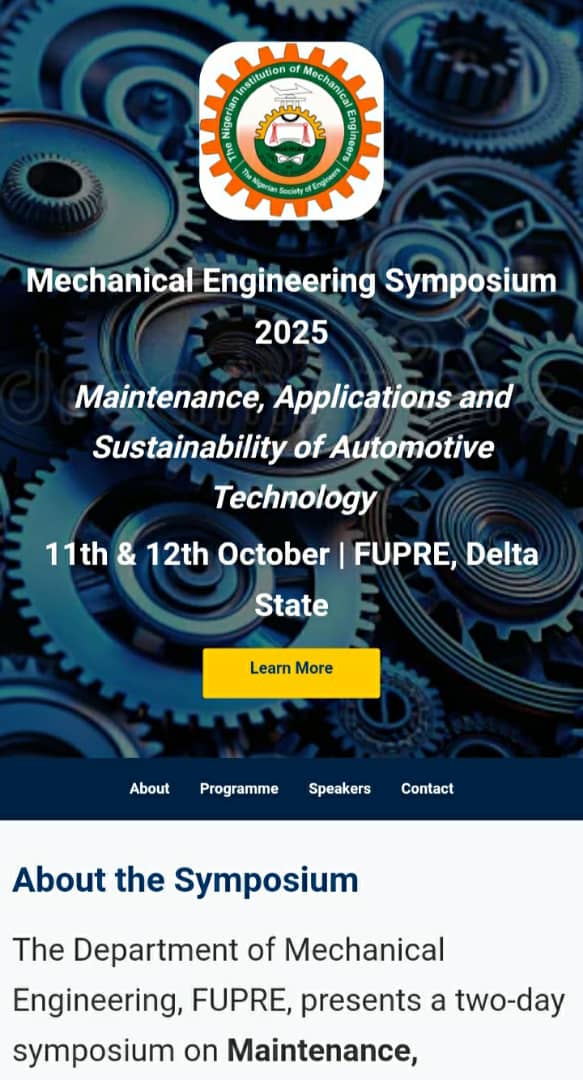 The Nigerian Institution of Mechanical Engineers
The Nigerian Society of Engineers
Mechanical Engineering Symposium
2025
Maintenance, Applications and
Sustainability of Automotive
Technology
11th & 12th October | FUPRE, Delta
State
Learn More
About Programme Speakers Contact
About the Symposium
The Department of Mechanical
Engineering, FUPRE, presents a two-day
symposium on Maintenance,